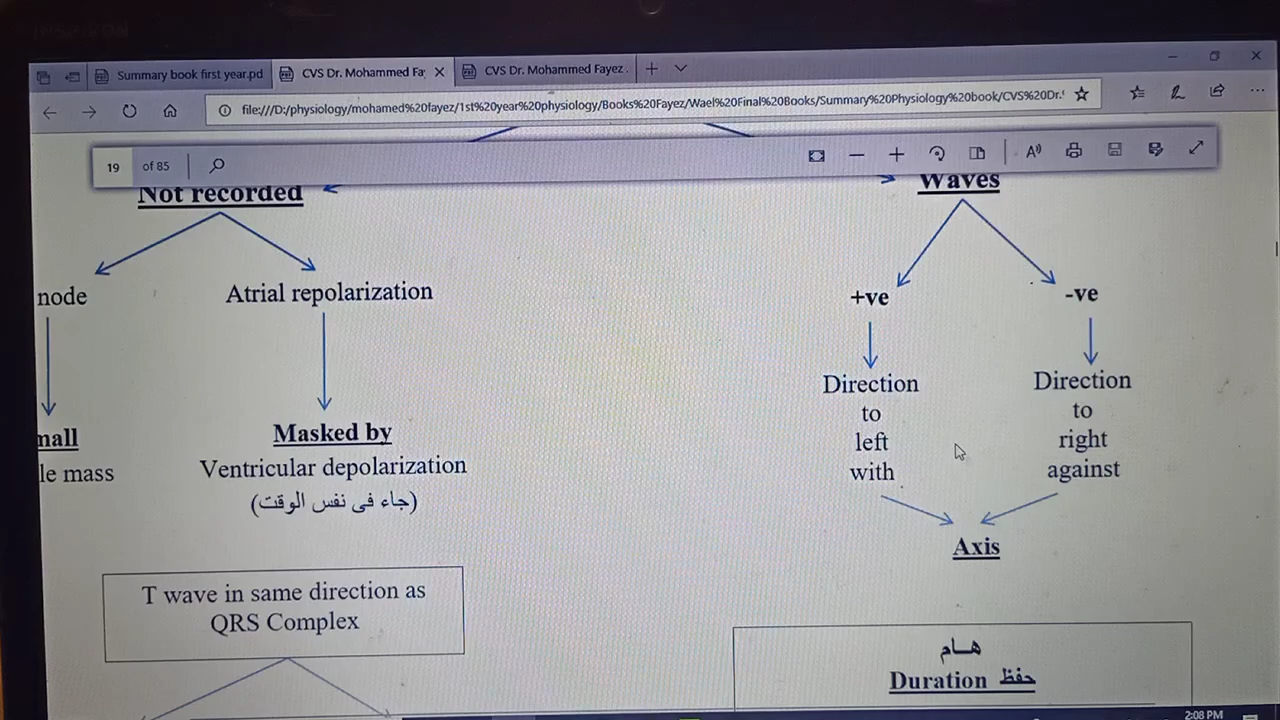 Summary book first year.pd
CVS Dr. Mohammed Fa
CVS Dr. Mohammed Fayez
file:///D:/physiology/mohamed%20fayez/1st%20year%20physiology/Books%20Fayez/Wael%20Final%20Books/Summary%20Physiology%20book/CVS%20Dr.
19 of 85
Not recorded
Waves
node
Atrial repolarization
+ve
-ve
Direction
to
left
with
Direction
to
right
against
mall
le mass
Masked by
Ventricular depolarization
(جاء فى نفس الوقت)
Axis
T wave in same direction as
QRS Complex
هـام
Duration حفظ
2:08 PM